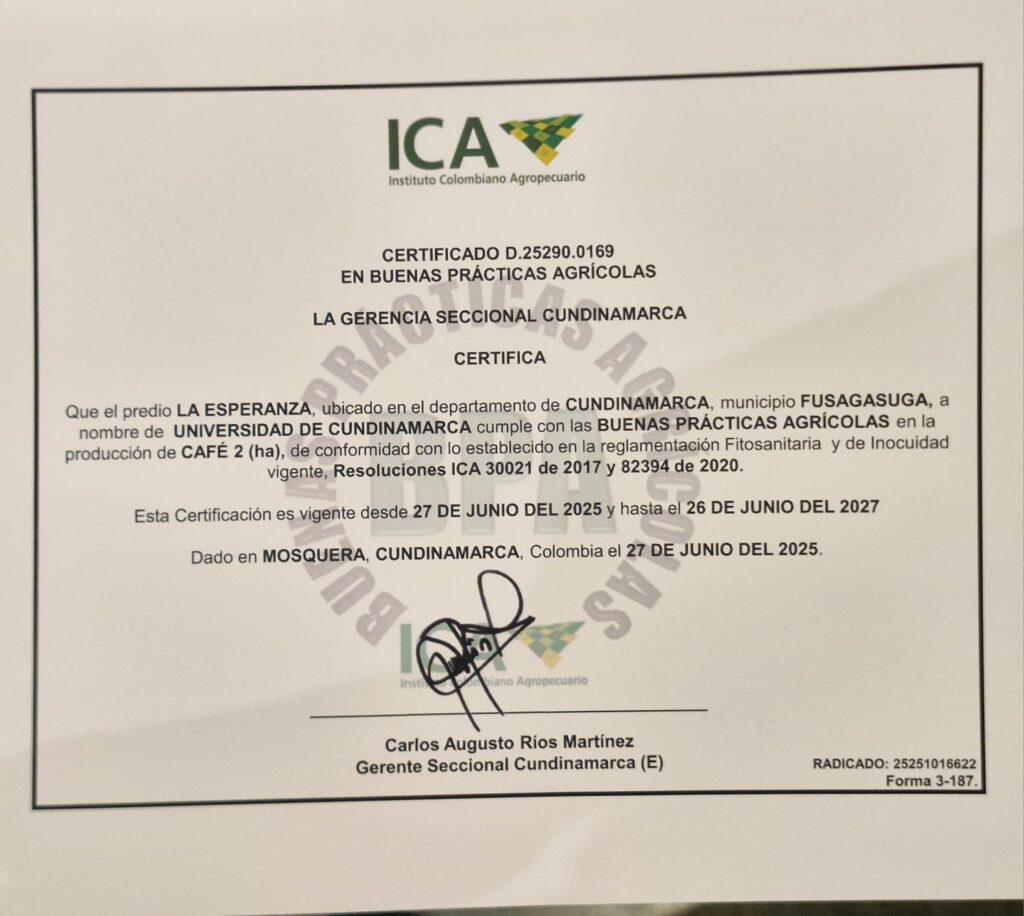 ICA
Instituto Colombiano Agropecuario
CERTIFICADO D.25290.0169
EN BUENAS PRÁCTICAS AGRÍCOLAS
LA GERENCIA SECCIONAL CUNDINAMARCA
CERTIFICA
Que el predio LA ESPERANZA, ubicado en el departamento de CUNDINAMARCA, municipio FUSAGASUGA, a
nombre de UNIVERSIDAD DE CUNDINAMARCA cumple con las BUENAS PRÁCTICAS AGRÍCOLAS en la
producción de CAFÉ 2 (ha), de conformidad con lo establecido en la reglamentación Fitosanitaria y de Inocuidad
vigente, Resoluciones ICA 30021 de 2017 y 82394 de 2020.
Esta Certificación es vigente desde 27 DE JUNIO DEL 2025 y hasta el 26 DE JUNIO DEL 2027
Dado en MOSQUERA, CUNDINAMARCA, Colombia el 27 DE JUNIO DEL 2025.
BUENAS PRÁCTICAS AGRÍCOLAS
BPA
ICA
Instituto Colombiano Agropecuario
Carlos Augusto Ríos Martínez
Gerente Seccional Cundinamarca (E)
RADICADO: 25251016622
Forma 3-187.